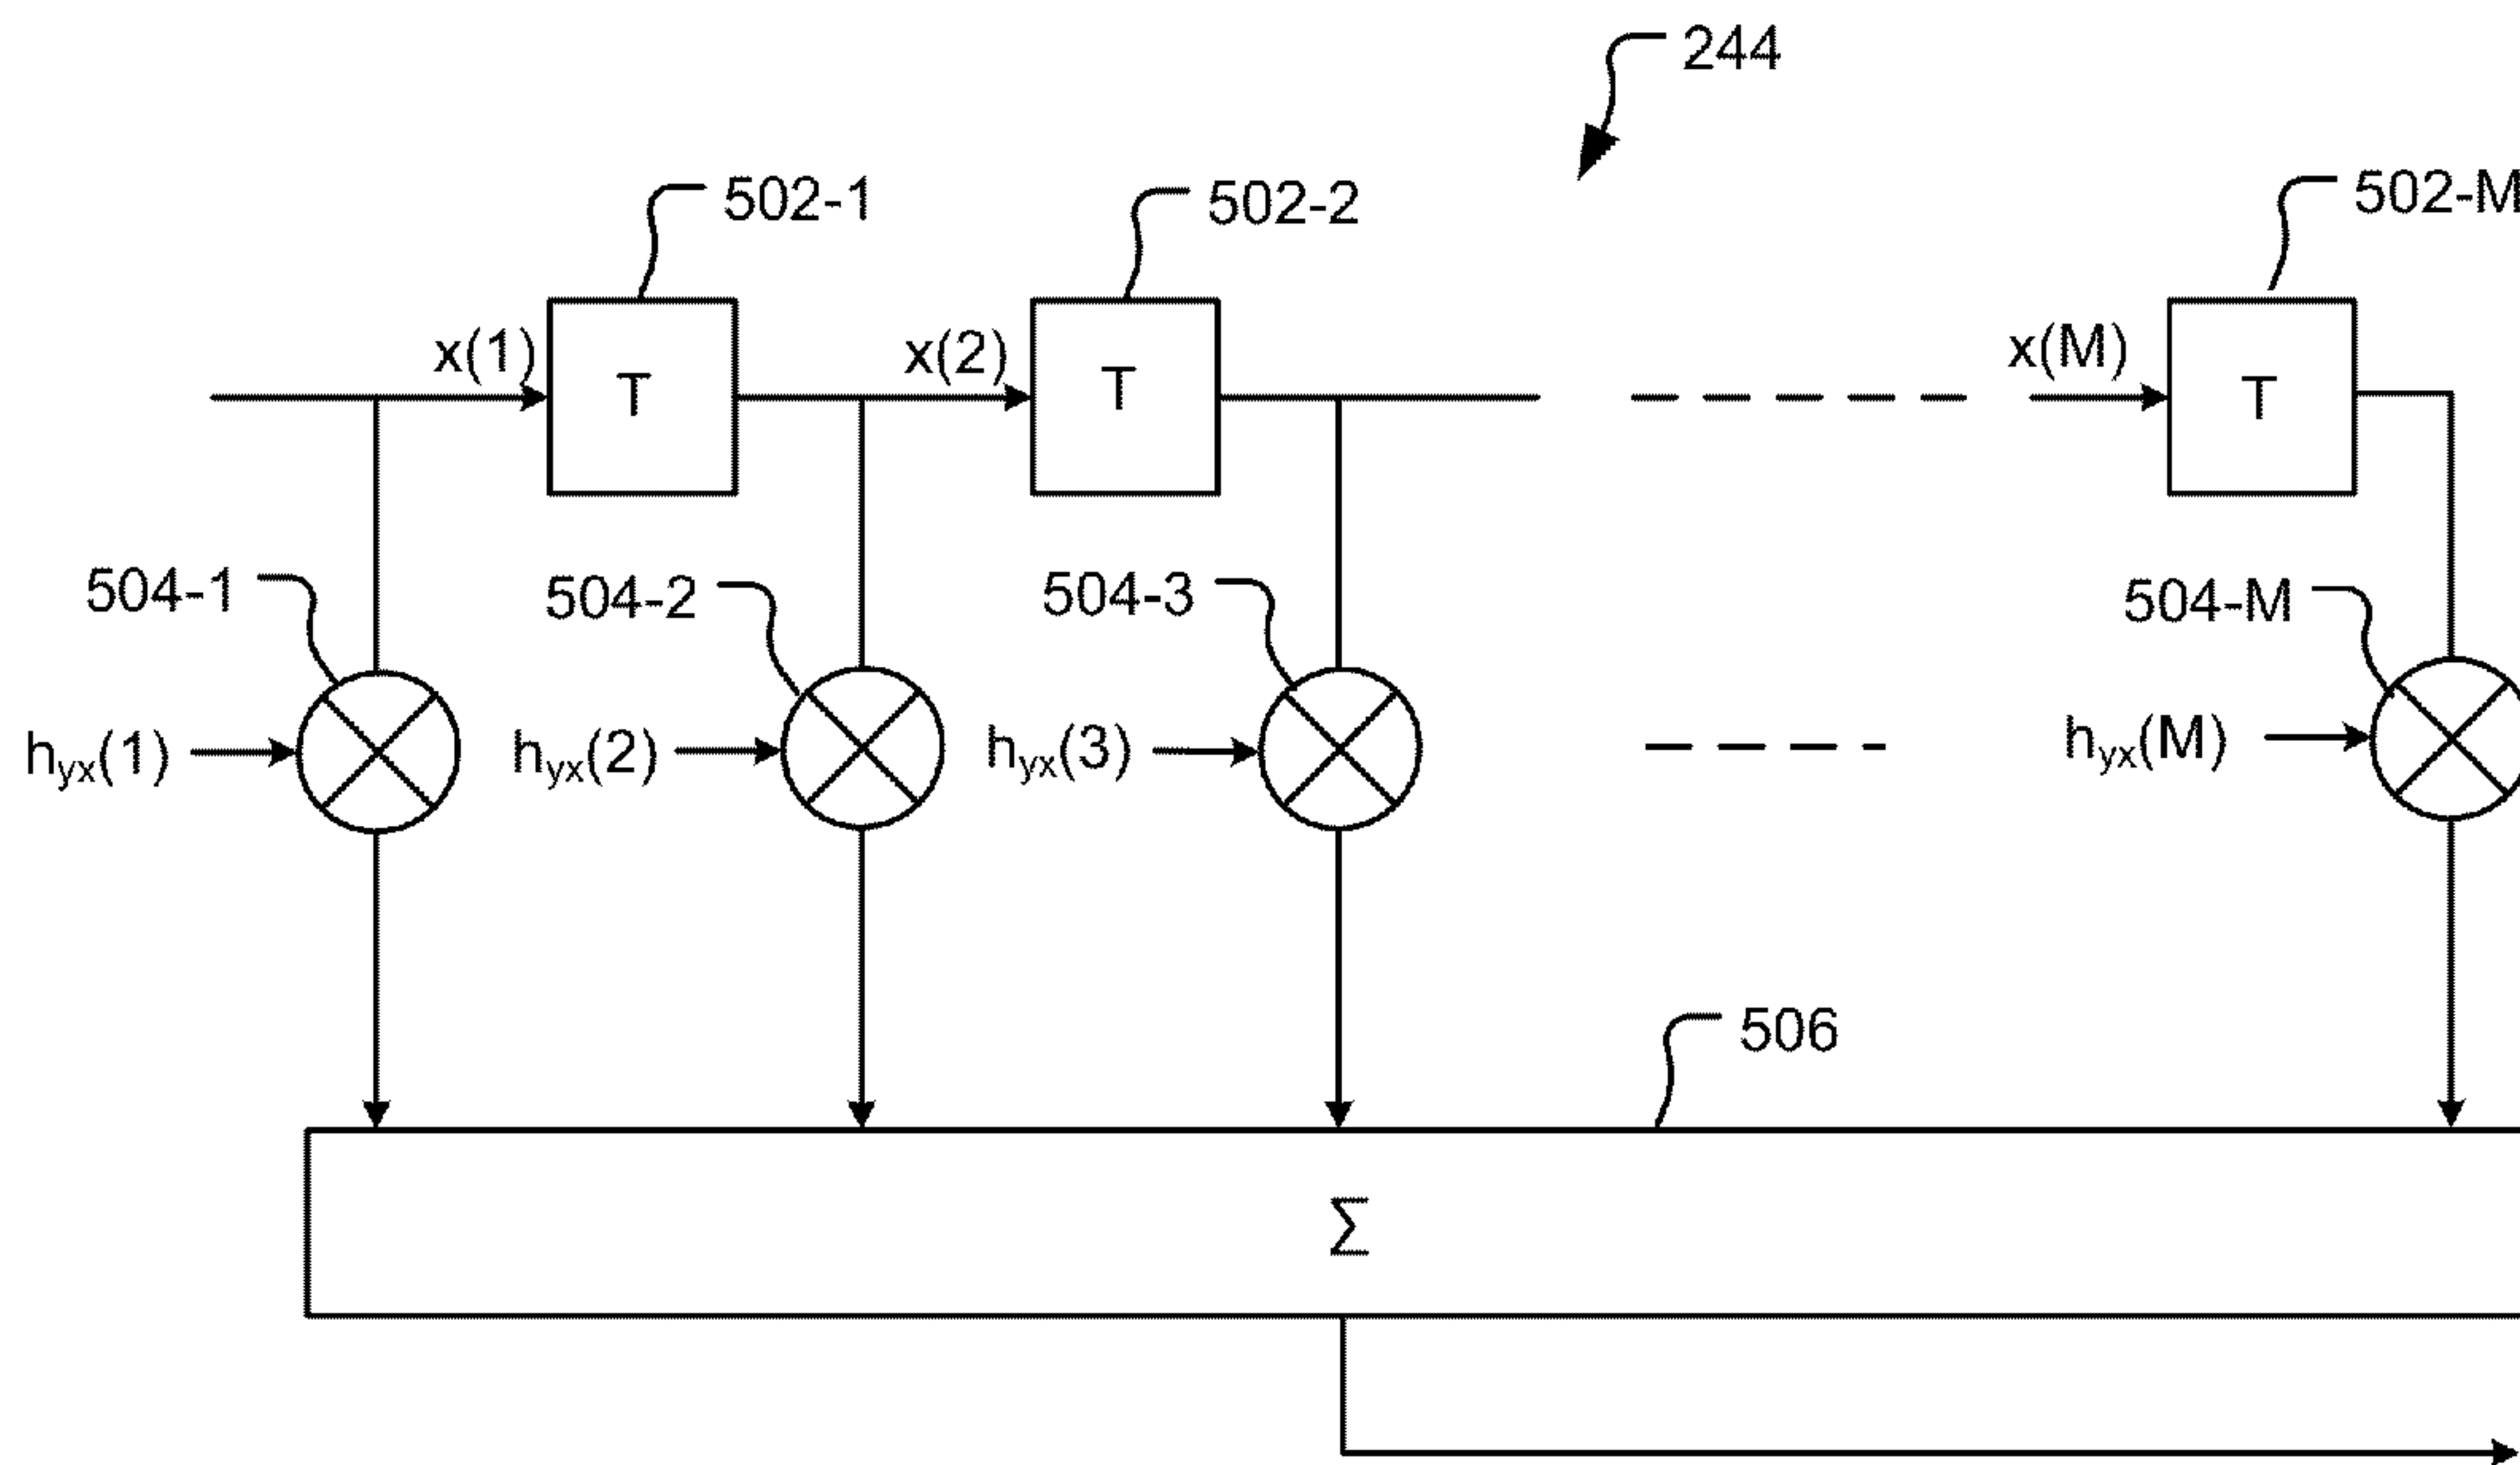 244
502-1
502-2
502-M
x(1)
x(2)
x(M)
T
T
T
504-1
504-2
504-3
504-M
hyx(1)
hyx(2)
hyx(3)
hyx(M)
506
Σ